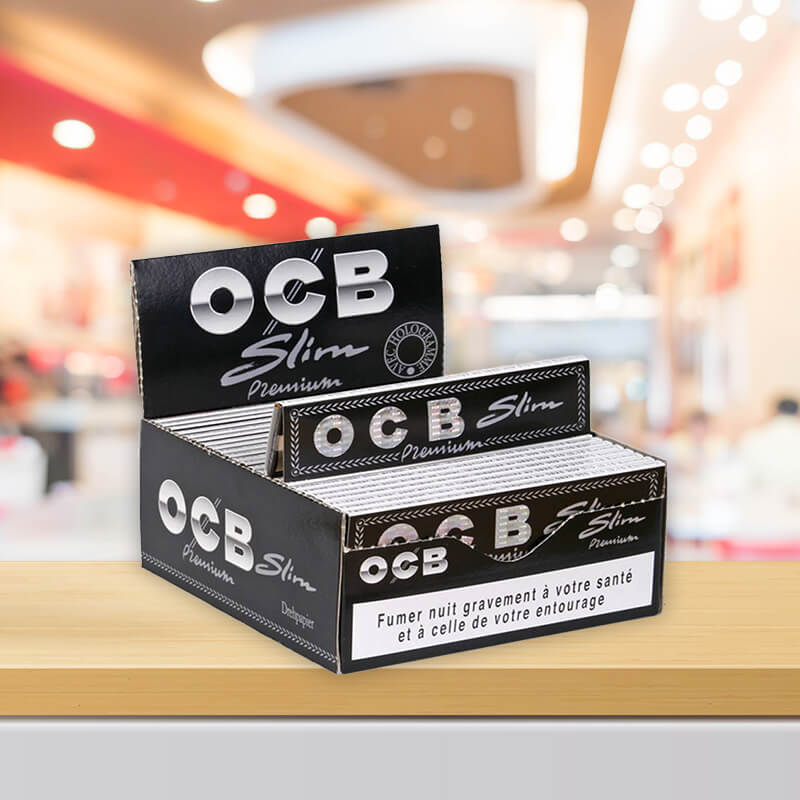 OCB
Slim
Premium
AVEC HOLOGRAMME
OCB Slim
Premium
OCB
Slim
Premium
OCB Slim
Premium
Drehpapier
OCB
Fumer nuit gravement à votre santé
et à celle de votre entourage